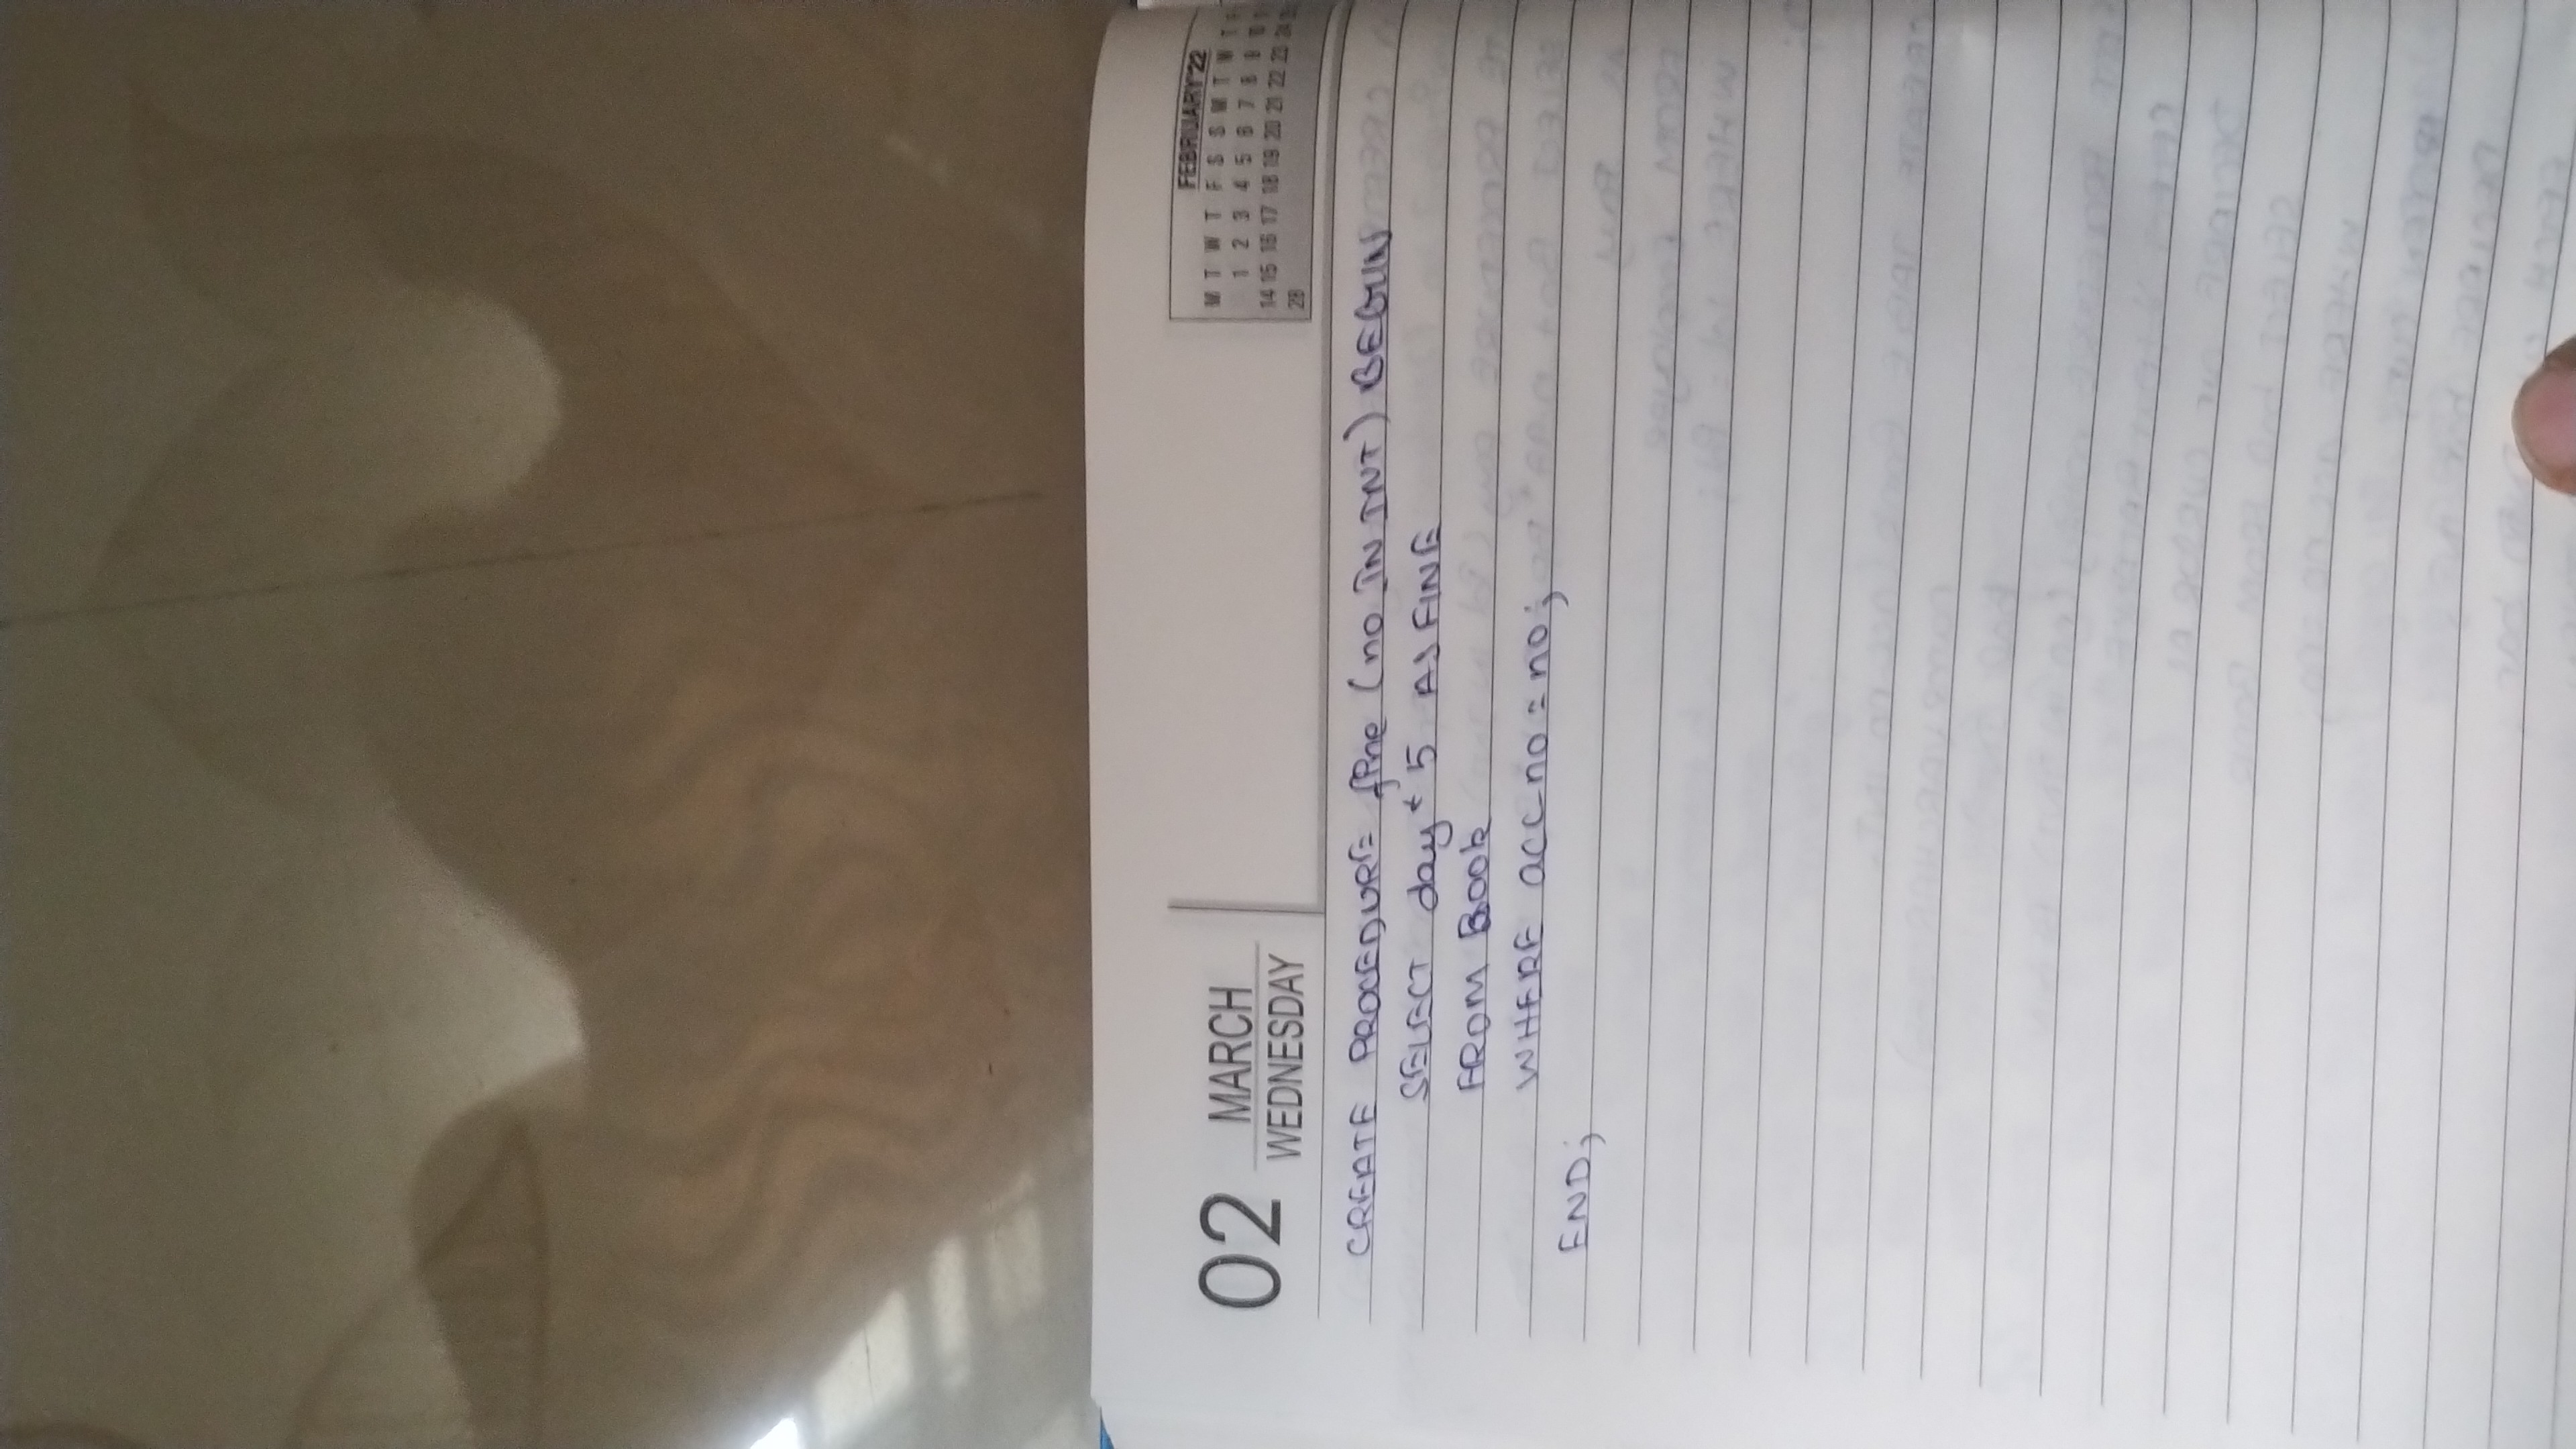 02
MARCH
WEDNESDAY
FEBRUARY'22
M T W T F S S M T W T F
1 2 3 4 5 6 7 8 9 10
14 15 16 17 18 19 20 21 22 23 24
28
CREATE PROCEDURE fine (no IN INT) BEGIN
SELECT day * 5 AS FINE
FROM Book
WHERE accno = no;
END;